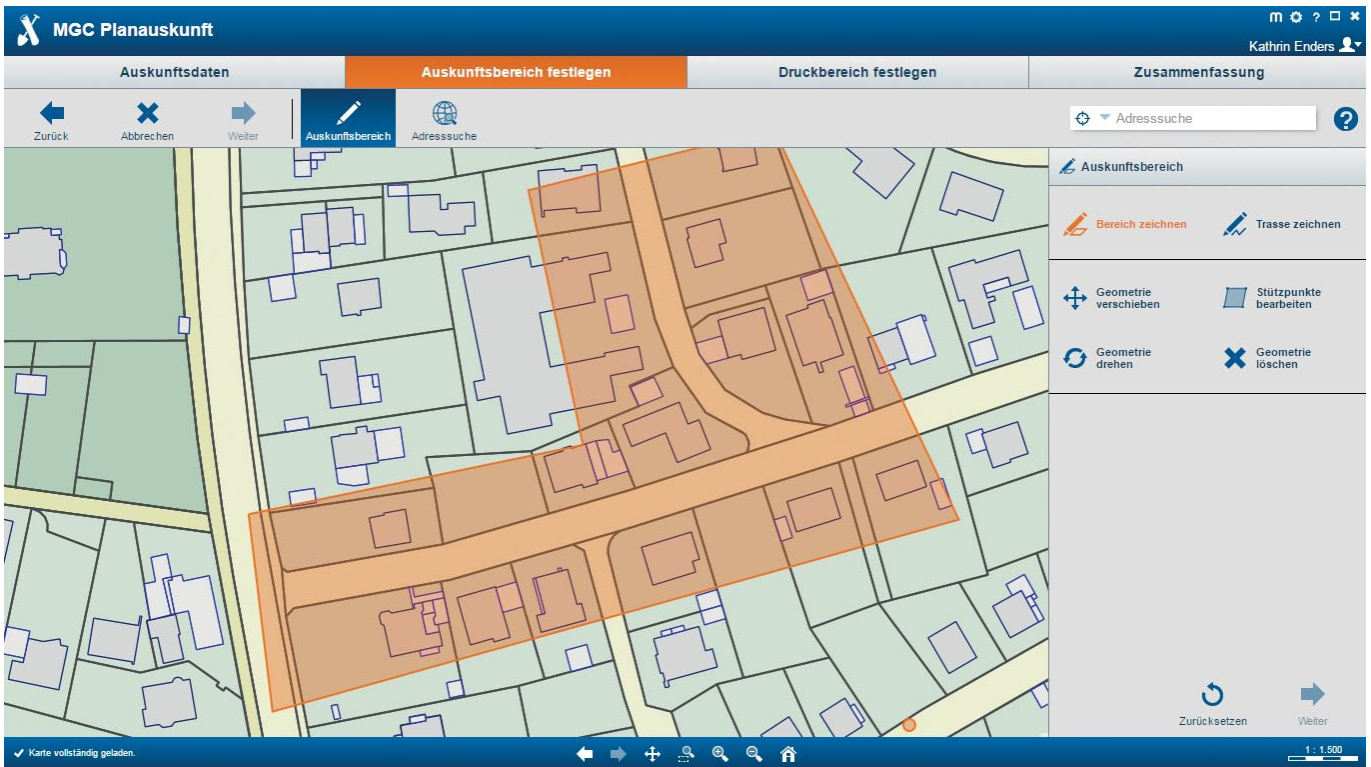 MGC Planauskunft
m ?
Kathrin Enders
Auskunftsdaten
Auskunftsbereich festlegen
Druckbereich festlegen
Zusammenfassung
Zurück
Abbrechen
Weiter
Auskunftsbereich
Adresssuche
Adresssuche
?
Auskunftsbereich
Bereich zeichnen
Trasse zeichnen
Geometrie
verschieben
Stützpunkte
bearbeiten
Geometrie
drehen
Geometrie
löschen
Zurücksetzen
Weiter
Karte vollständig geladen.
1 : 1.500